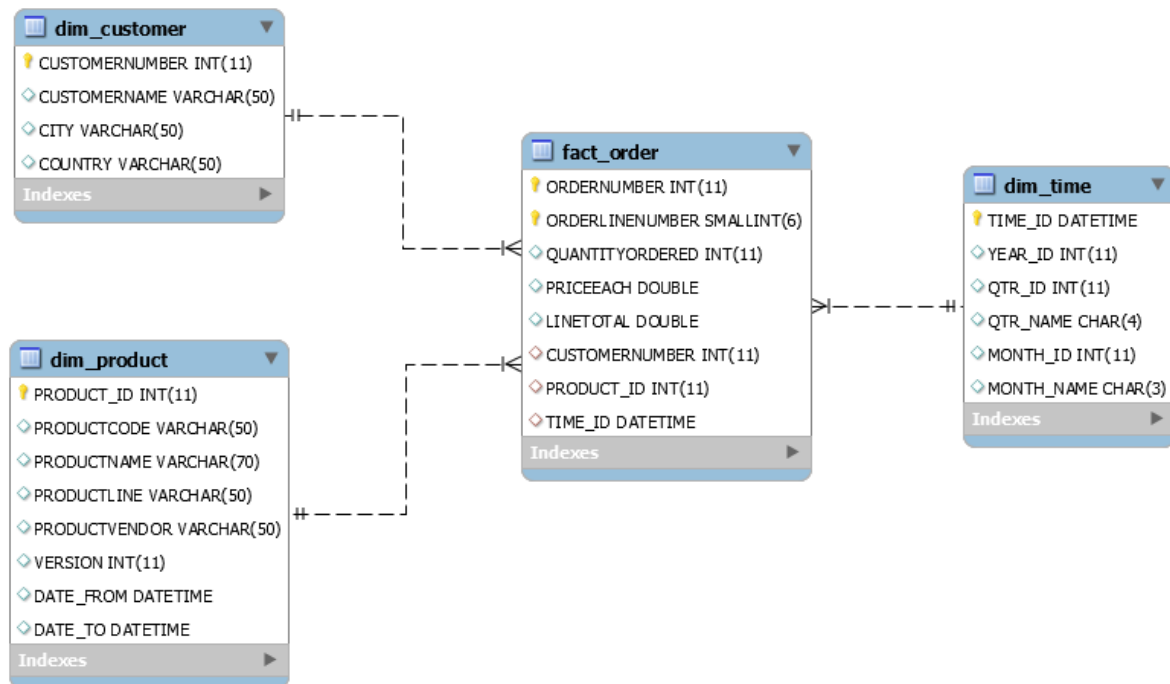 dim_customer
CUSTOMERNUMBER INT(11)
CUSTOMERNAME VARCHAR(50)
CITY VARCHAR(50)
COUNTRY VARCHAR(50)
Indexes
dim_product
PRODUCT_ID INT(11)
PRODUCTCODE VARCHAR(50)
PRODUCTNAME VARCHAR(70)
PRODUCTLINE VARCHAR(50)
PRODUCTVENDOR VARCHAR(50)
VERSION INT(11)
DATE_FROM DATETIME
DATE_TO DATETIME
Indexes
fact_order
ORDERNUMBER INT(11)
ORDERLINENUMBER SMALLINT(6)
QUANTITYORDERED INT(11)
PRICEEACH DOUBLE
LINETOTAL DOUBLE
CUSTOMERNUMBER INT(11)
PRODUCT_ID INT(11)
TIME_ID DATETIME
Indexes
dim_time
TIME_ID DATETIME
YEAR_ID INT(11)
QTR_ID INT(11)
QTR_NAME CHAR(4)
MONTH_ID INT(11)
MONTH_NAME CHAR(3)
Indexes